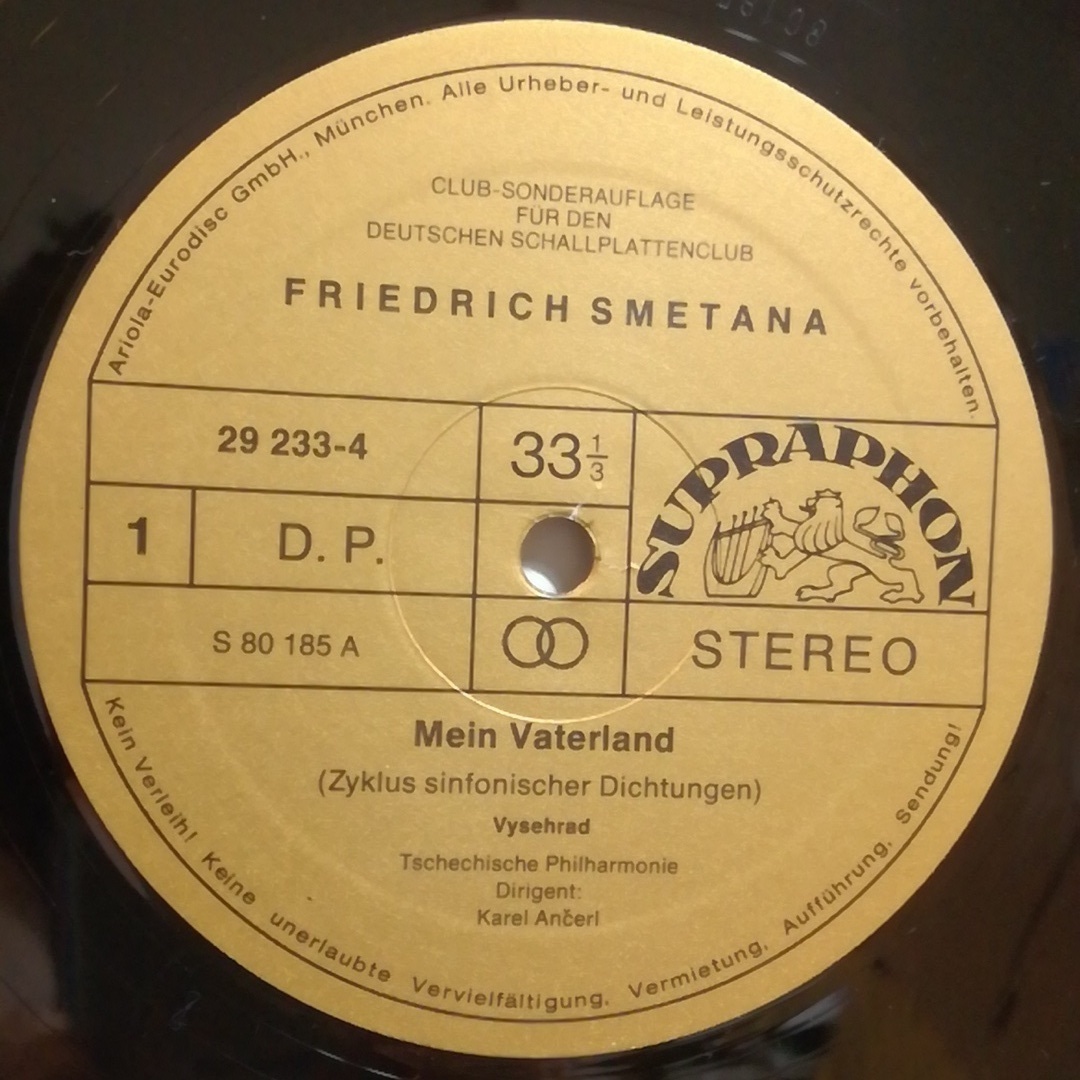 Ariola-Eurodisc GmbH., München. Alle Urheber- und Leistungsschutzrechte vorbehalten.
CLUB-SONDERAUFLAGE
FÜR DEN
DEUTSCHEN SCHALLPLATTENCLUB
FRIEDRICH SMETANA
29 233-4
33 1/3
SUPRAPHON
1
D. P.
S 80 185 A
STEREO
Mein Vaterland
(Zyklus sinfonischer Dichtungen)
Vysehrad
Tschechische Philharmonie
Dirigent:
Karel Ančerl
Kein Verleih! Keine unerlaubte Vervielfältigung, Vermietung, Aufführung, Sendung!